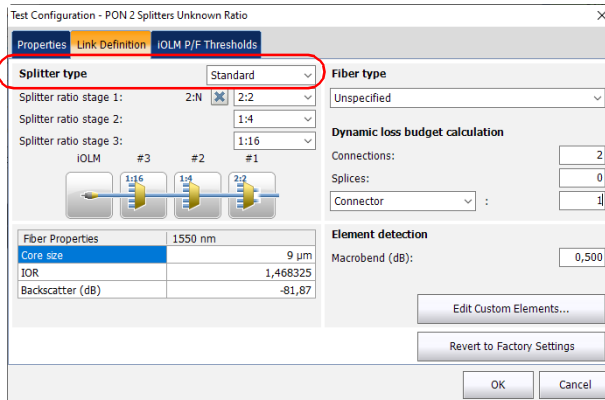 Test Configuration - PON 2 Splitters Unknown Ratio
Properties Link Definition iOLM P/F Thresholds
Splitter type Standard
Splitter ratio stage 1: 2:N 2:2
Splitter ratio stage 2: 1:4
Splitter ratio stage 3: 1:16
iOLM #3 #2 #1
1:16 1:4 2:2
Fiber Properties 1550 nm
Core size 9 µm
IOR 1,468325
Backscatter (dB) -81,87
Fiber type
Unspecified
Dynamic loss budget calculation
Connections: 2
Splices: 0
Connector : 1
Element detection
Macrobend (dB): 0,500
Edit Custom Elements...
Revert to Factory Settings
OK Cancel